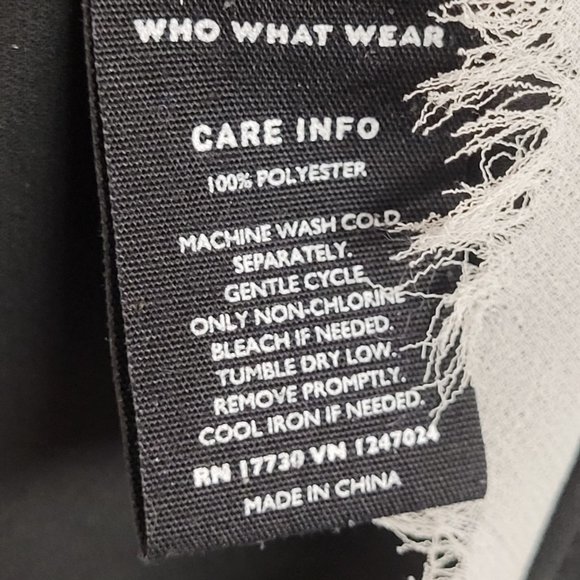 WHO WHAT WEAR
CARE INFO
100% POLYESTER
MACHINE WASH COLD
SEPARATELY.
GENTLE CYCLE
ONLY NON-CHLORINE
BLEACH IF NEEDED.
TUMBLE DRY LOW.
REMOVE PROMPTLY.
COOL IRON IF NEEDED.
RN 17730 VN 1247024
MADE IN CHINA